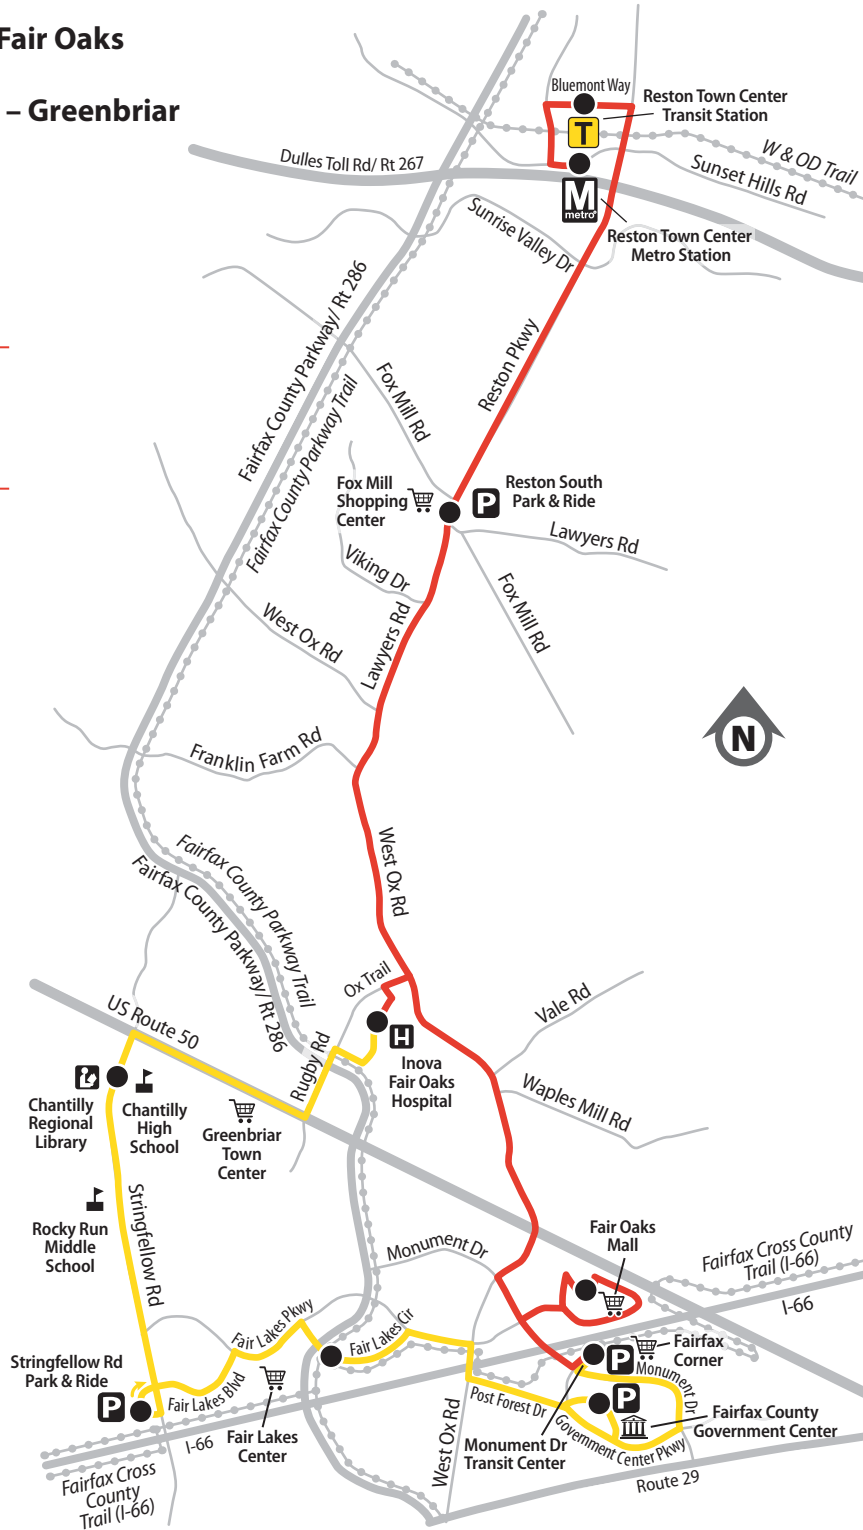 Fair Oaks
– Greenbriar
Bluemont Way
Reston Town Center
Transit Station
T
W & OD Trail
Dulles Toll Rd/ Rt 267
Sunset Hills Rd
M
metro
Sunrise Valley Dr
Reston Town Center
Metro Station
Fairfax County Parkway/ Rt 286
Reston Pkwy
Fox Mill Rd
Fairfax County Parkway Trail
Fox Mill
Shopping
Center
P
Reston South
Park & Ride
Lawyers Rd
Viking Dr
Fox Mill Rd
West Ox Rd
Lawyers Rd
N
Franklin Farm Rd
West Ox Rd
Fairfax County Parkway Trail
Fairfax County Parkway/ Rt 286
Ox Trail
Vale Rd
US Route 50
H
Rugby Rd
Inova
Fair Oaks
Hospital
Waples Mill Rd
Chantilly
Regional
Library
Chantilly
High
School
Greenbriar
Town
Center
Rocky Run
Middle
School
Stringfellow Rd
Monument Dr
Fair Oaks
Mall
Fairfax Cross County
Trail (I-66)
I-66
Fair Lakes Pkwy
Fair Lakes Cir
Fairfax
Corner
P
Stringfellow Rd
Park & Ride
P
Fair Lakes Blvd
Monument Dr
P
Post Forest Dr
Fairfax County
Government Center
Government Center Pkwy
West Ox Rd
Monument Dr
Transit Center
I-66
Fair Lakes
Center
Route 29
Fairfax Cross
County
Trail (I-66)